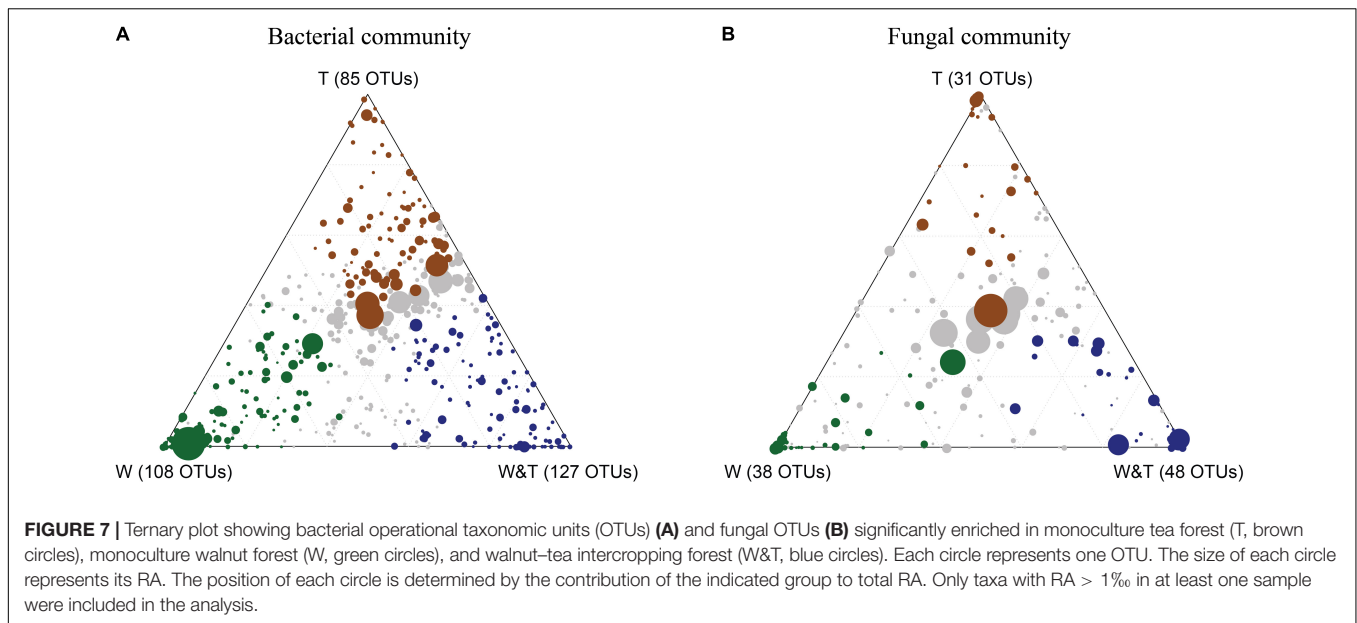 A
Bacterial community
T (85 OTUs)
W (108 OTUs)
W&T (127 OTUs)
B
Fungal community
T (31 OTUs)
W (38 OTUs)
W&T (48 OTUs)
FIGURE 7 | Ternary plot showing bacterial operational taxonomic units (OTUs) (A) and fungal OTUs (B) significantly enriched in monoculture tea forest (T, brown
circles), monoculture walnut forest (W, green circles), and walnut–tea intercropping forest (W&T, blue circles). Each circle represents one OTU. The size of each circle
represents its RA. The position of each circle is determined by the contribution of the indicated group to total RA. Only taxa with RA > 1‰ in at least one sample
were included in the analysis.